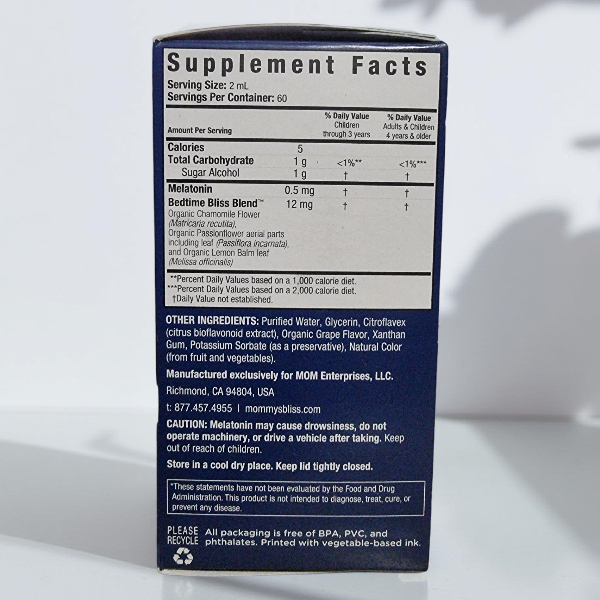 Supplement Facts
Serving Size: 2 mL
Servings Per Container: 60
Amount Per Serving
% Daily Value
Children
through 3 years
% Daily Value
Adults & Children
4 years & older
Calories 5
Total Carbohydrate 1 g <1%** <1%***
Sugar Alcohol 1 g † †
Melatonin 0.5 mg † †
Bedtime Bliss Blend™ 12 mg † †
Organic Chamomile Flower
(Matricaria recutita),
Organic Passionflower aerial parts
including leaf (Passiflora incarnata),
and Organic Lemon Balm leaf
(Melissa officinalis)
**Percent Daily Values based on a 1,000 calorie diet.
***Percent Daily Values based on a 2,000 calorie diet.
†Daily Value not established.
OTHER INGREDIENTS: Purified Water, Glycerin, Citroflavex
(citrus bioflavonoid extract), Organic Grape Flavor, Xanthan
Gum, Potassium Sorbate (as a preservative), Natural Color
(from fruit and vegetables).
Manufactured exclusively for MOM Enterprises, LLC.
Richmond, CA 94804, USA
t: 877.457.4955 | mommysbliss.com
CAUTION: Melatonin may cause drowsiness, do not
operate machinery, or drive a vehicle after taking. Keep
out of reach of children.
Store in a cool dry place. Keep lid tightly closed.
*These statements have not been evaluated by the Food and Drug
Administration. This product is not intended to diagnose, treat, cure, or
prevent any disease.
PLEASE
RECYCLE
All packaging is free of BPA, PVC, and
phthalates. Printed with vegetable-based ink.